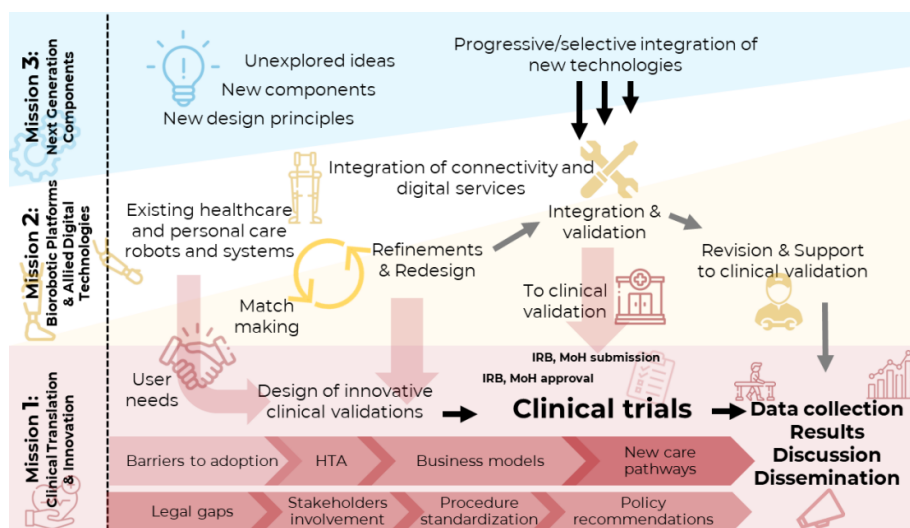 Mission 3:
Next Generation
Components
Unexplored ideas
New components
New design principles
Progressive/selective integration of
new technologies
Mission 2:
Biorobotic Platforms
& Allied Digital
Technologies
Integration of connectivity and
digital services
Existing healthcare
and personal care
robots and systems
Match
making
Refinements
& Redesign
Integration &
validation
Revision & Support
to clinical validation
To clinical
validation
Mission 1:
Clinical Translation
& Innovation
User
needs
Design of innovative
clinical validations
IRB, MoH submission
IRB, MoH approval
Clinical trials
Data collection
Results
Discussion
Dissemination
Barriers to adoption
HTA
Business models
New care
pathways
Legal gaps
Stakeholders
involvement
Procedure
standardization
Policy
recommendations